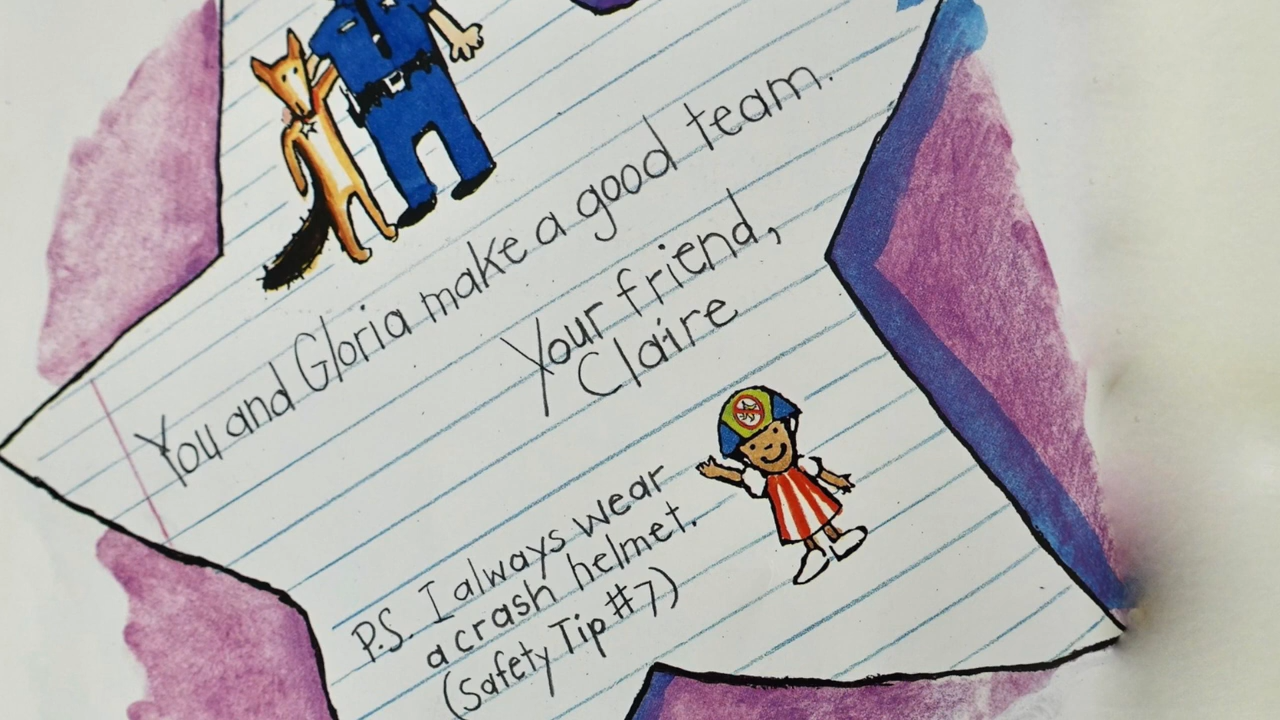 You and Gloria make a good team.
Your friend,
Claire
P.S. I always wear
a crash helmet.
(Safety Tip #7)